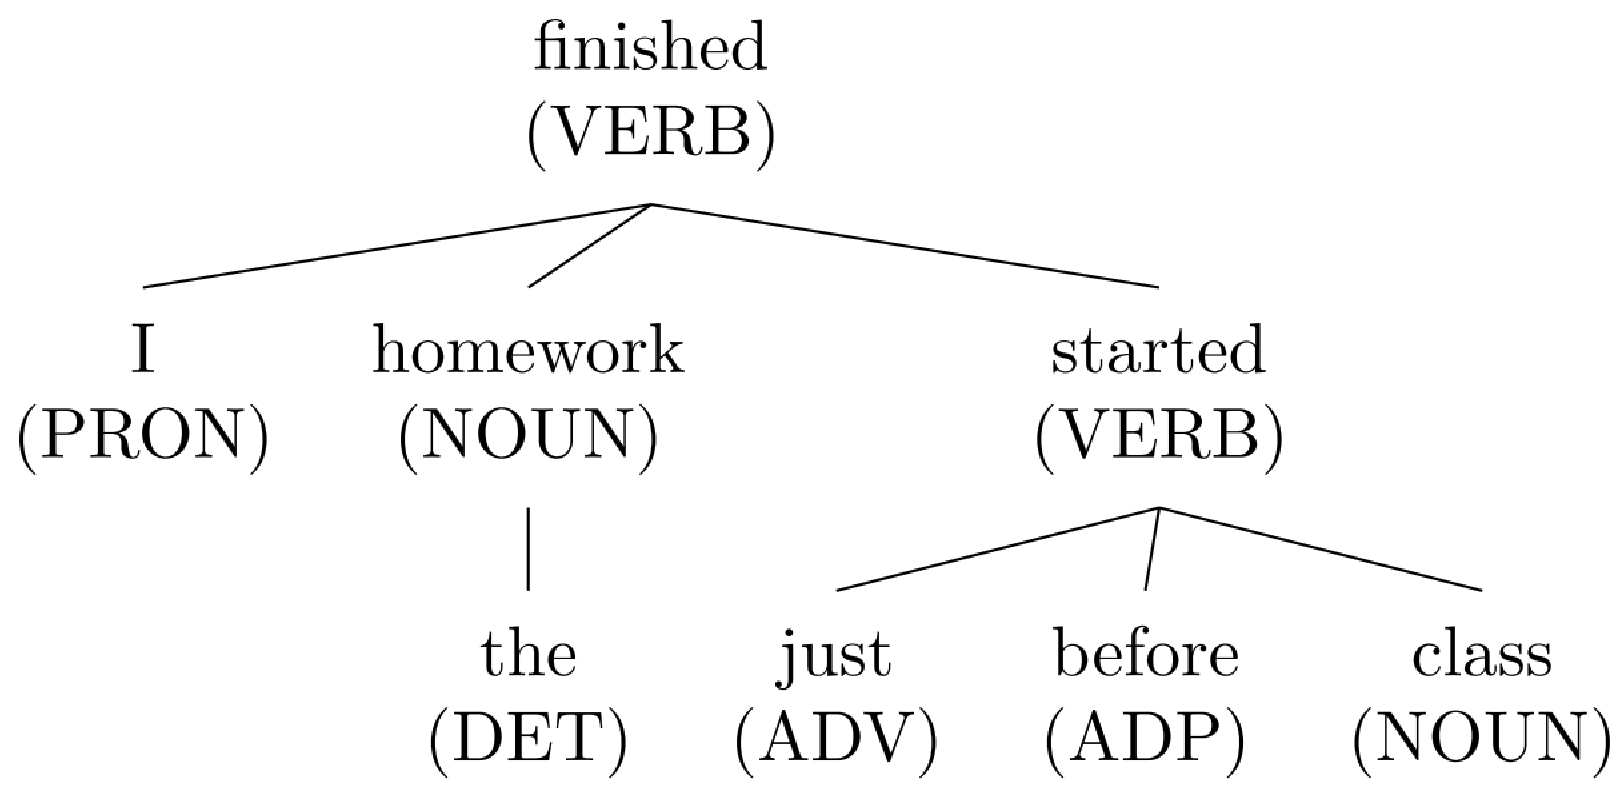 finished
(VERB)
I homework started
(PRON) (NOUN) (VERB)
the just before class
(DET) (ADV) (ADP) (NOUN)